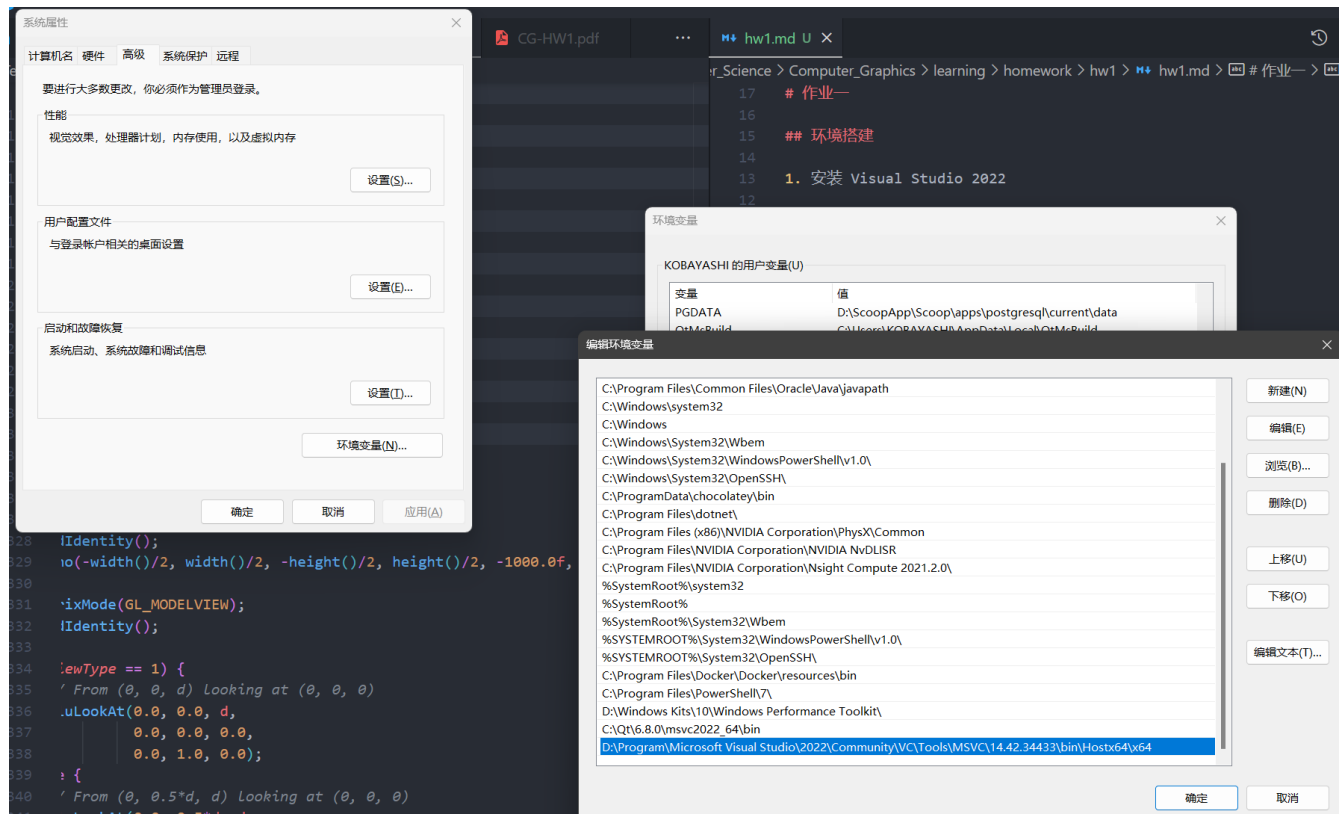 系统属性
计算机名 硬件 高级 系统保护 远程
要进行大多数更改，你必须作为管理员登录。
性能
视觉效果，处理器计划，内存使用，以及虚拟内存
设置(S)...
用户配置文件
与登录帐户相关的桌面设置
设置(E)...
启动和故障恢复
系统启动、系统故障和调试信息
设置(T)...
环境变量(N)...
确定 取消 应用(A)
CG-HW1.pdf
hw1.md U
r_Science > Computer_Graphics > learning > homework > hw1 > hw1.md > # 作业一 >
17 # 作业一
16
15 ## 环境搭建
14
13 1. 安装 Visual Studio 2022
12
环境变量
KOBAYASHI 的用户变量(U)
变量 值
PGDATA D:\ScoopApp\Scoop\apps\postgresql\current\data
QtMsBuild C:\Users\KOBAYASHI\AppData\Local\QtMsBuild
编辑环境变量
C:\Program Files\Common Files\Oracle\Java\javapath
C:\Windows\system32
C:\Windows
C:\Windows\System32\Wbem
C:\Windows\System32\WindowsPowerShell\v1.0\
C:\Windows\System32\OpenSSH\
C:\ProgramData\chocolatey\bin
C:\Program Files\dotnet\
C:\Program Files (x86)\NVIDIA Corporation\PhysX\Common
C:\Program Files\NVIDIA Corporation\NVIDIA NvDLISR
C:\Program Files\NVIDIA Corporation\Nsight Compute 2021.2.0\
%SystemRoot%\system32
%SystemRoot%
%SystemRoot%\System32\Wbem
%SYSTEMROOT%\System32\WindowsPowerShell\v1.0\
%SYSTEMROOT%\System32\OpenSSH\
C:\Program Files\Docker\Docker\resources\bin
C:\Program Files\PowerShell\7\
D:\Windows Kits\10\Windows Performance Toolkit\
C:\Qt\6.8.0\msvc2022_64\bin
D:\Program\Microsoft Visual Studio\2022\Community\VC\Tools\MSVC\14.42.34433\bin\Hostx64\x64
新建(N)
编辑(E)
浏览(B)...
删除(D)
上移(U)
下移(O)
编辑文本(T)...
确定 取消
328 dIdentity();
329 ho(-width()/2, width()/2, -height()/2, height()/2, -1000.0f,
330
331 rixMode(GL_MODELVIEW);
332 dIdentity();
333
334 iewType == 1) {
335 / From (0, 0, d) Looking at (0, 0, 0)
336 luLookAt(0.0, 0.0, d,
337 0.0, 0.0, 0.0,
338 0.0, 1.0, 0.0);
339 e {
340 / From (0, 0.5*d, d) Looking at (0, 0, 0)